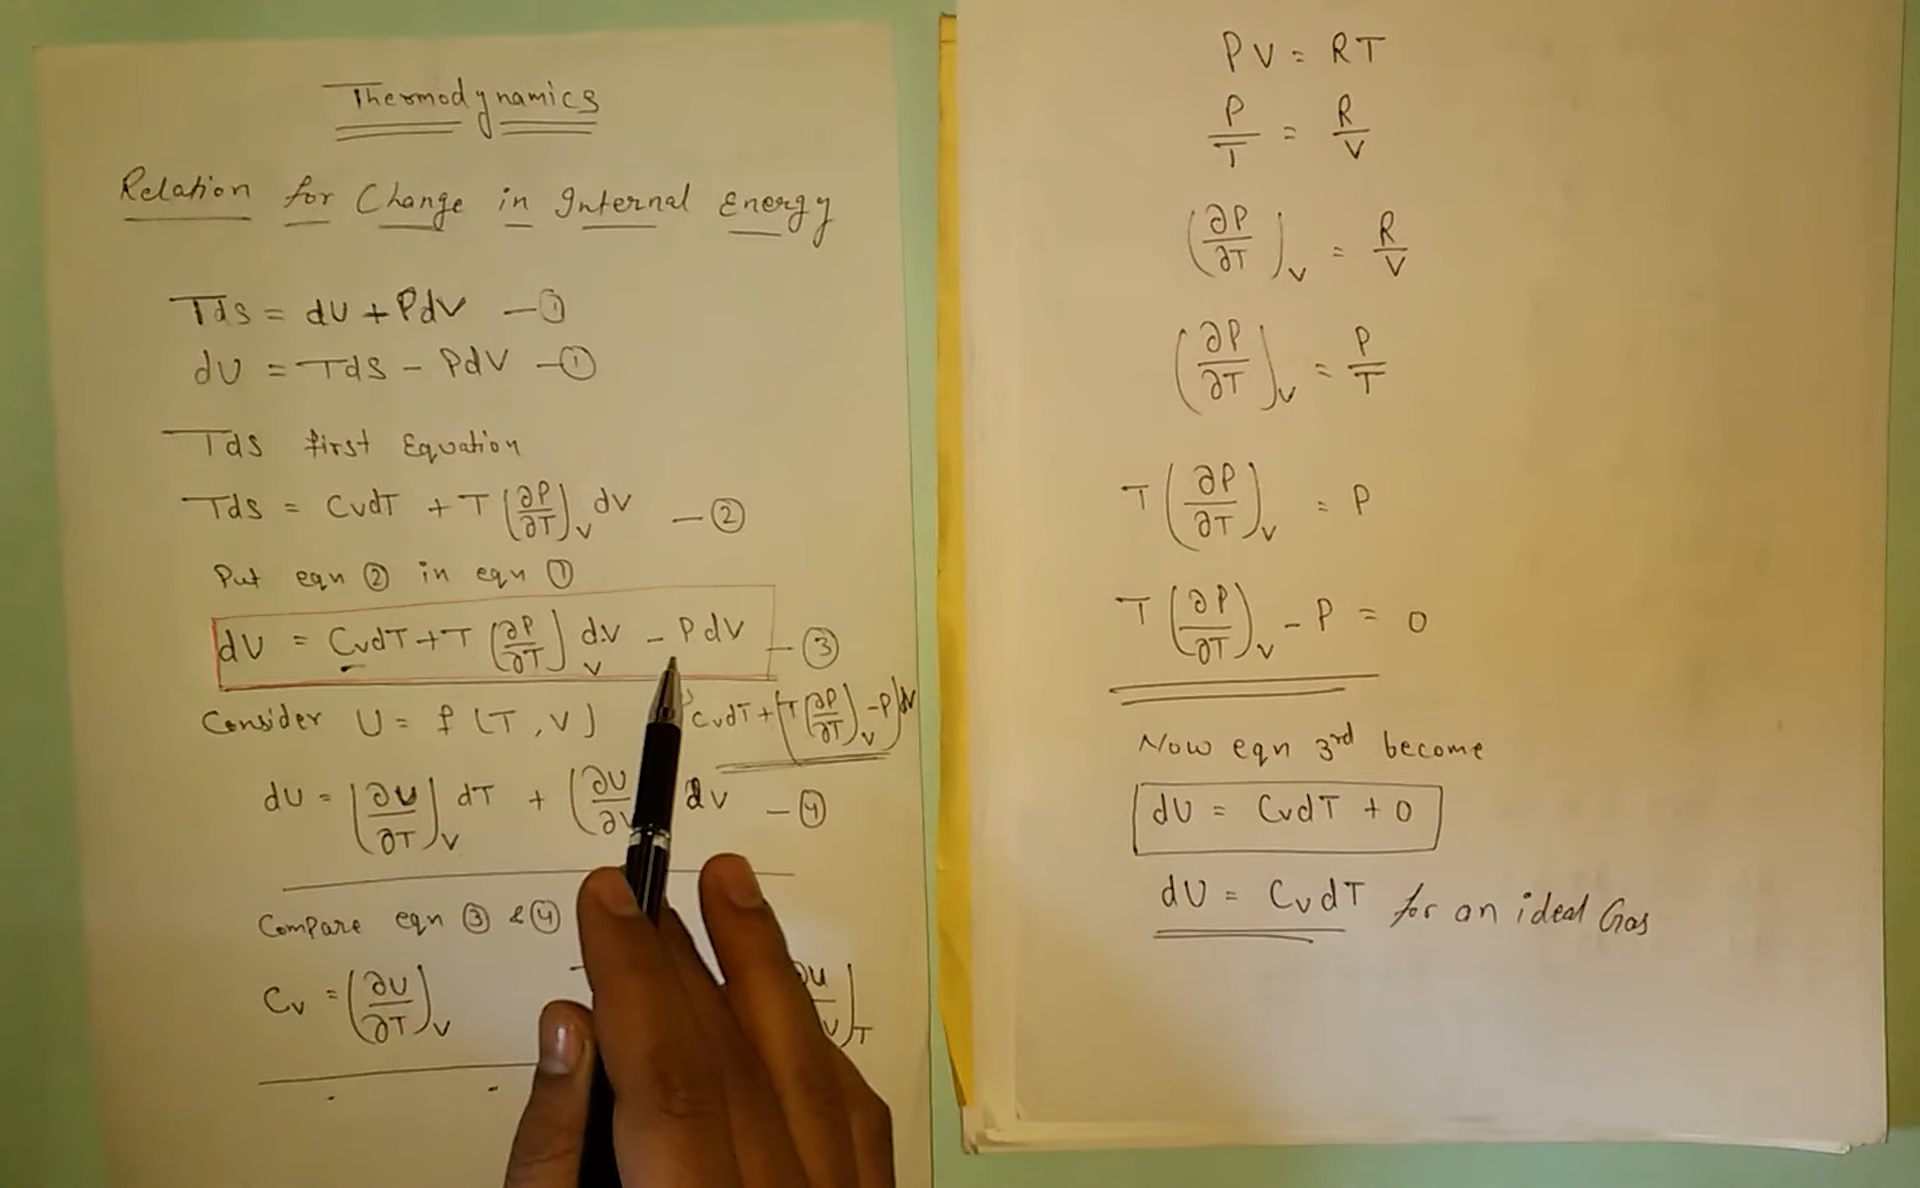 Thermodynamics
Relation for Change in Internal Energy
Tds = dU + PdV — ①
dU = Tds - PdV — ①
Tds first Equation
Tds = CvdT + T (∂P/∂T)v dV — ②
Put eqn ② in eqn ①
dU = CvdT + T (∂P/∂T)v dV - PdV — ③
Consider U = f (T, V)
CvdT + (T(∂P/∂T)v - P)dV
dU = (∂U/∂T)v dT + (∂U/∂V dV — ④
Compare eqn ③ & ④
Cv = (∂U/∂T)v
PV = RT
P/T = R/V
(∂P/∂T)v = R/V
(∂P/∂T)v = P/T
T (∂P/∂T)v = P
T (∂P/∂T)v - P = 0
Now eqn 3rd become
dU = CvdT + 0
dU = CvdT for an ideal Gas